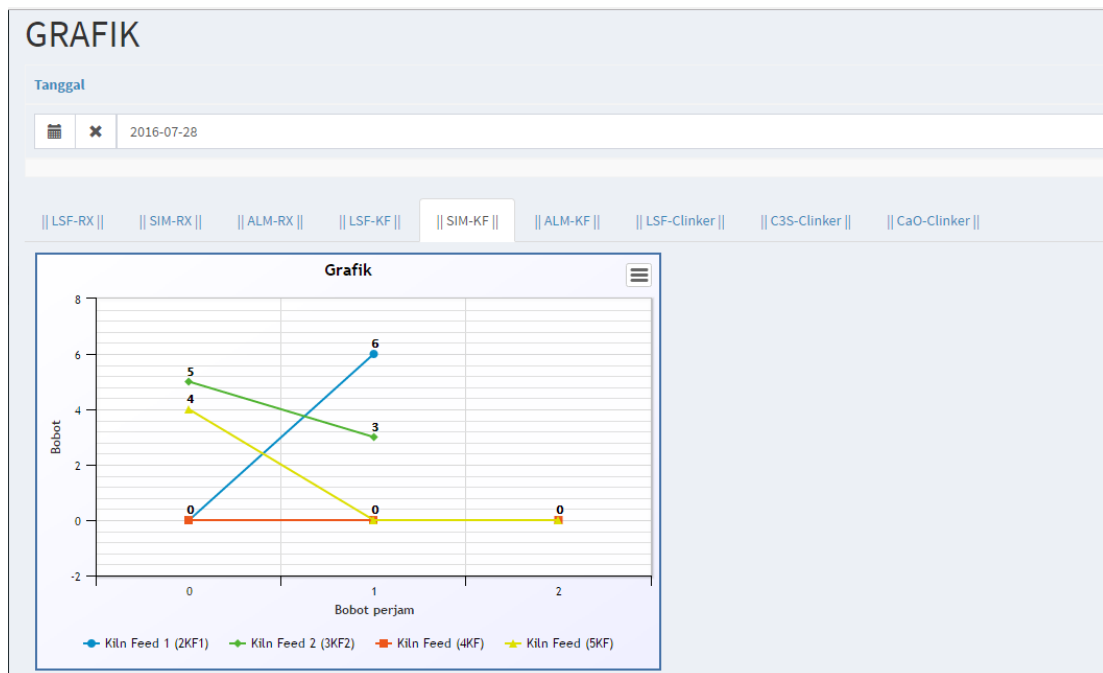 GRAFIK
Tanggal
2016-07-28
|| LSF-RX || || SIM-RX || || ALM-RX || || LSF-KF || || SIM-KF || || ALM-KF || || LSF-Clinker || || C3S-Clinker || || CaO-Clinker ||
Grafik
8
6
4
2
0
-2
Bobot
6
5
4
3
0 0 0
0 1 2
Bobot perjam
Kiln Feed 1 (2KF1) Kiln Feed 2 (3KF2) Kiln Feed (4KF) Kiln Feed (5KF)